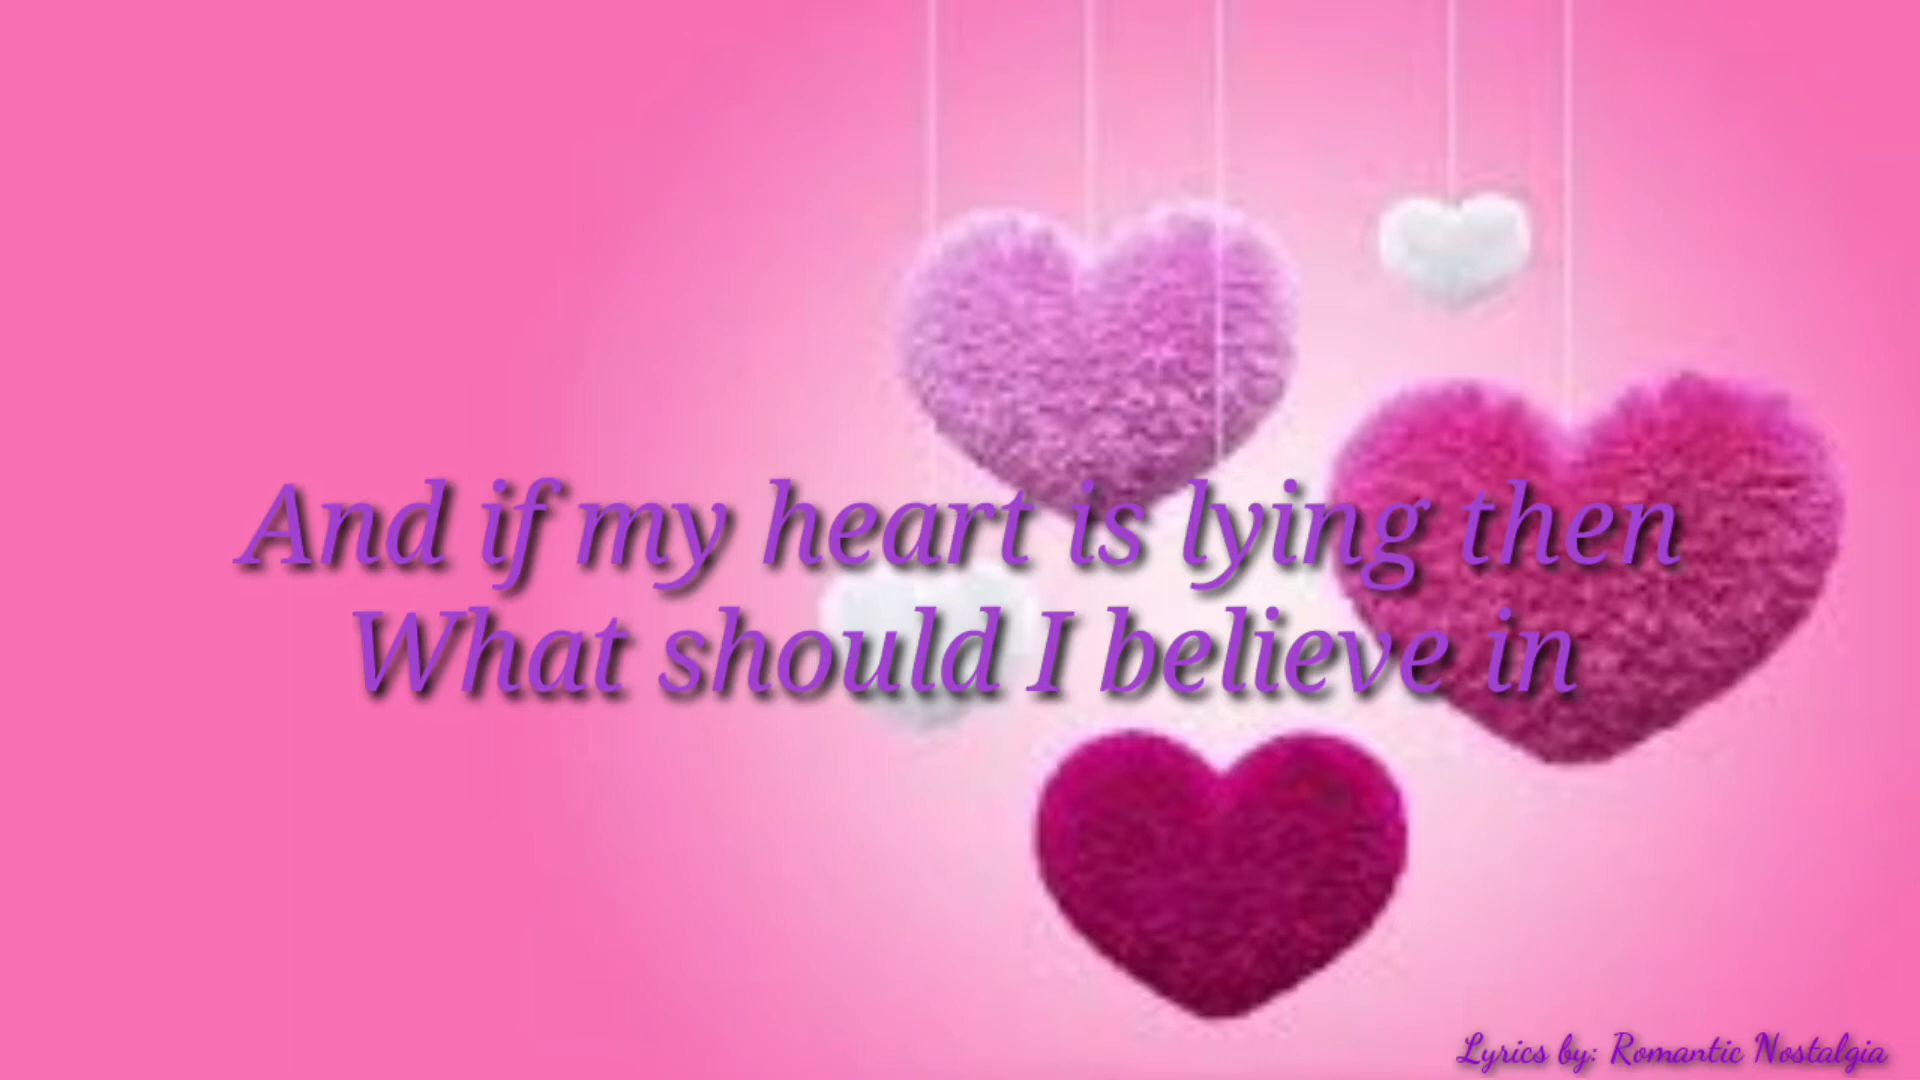 And if my heart is lying then
What should I believe in
Lyrics by: Romantic Nostalgia